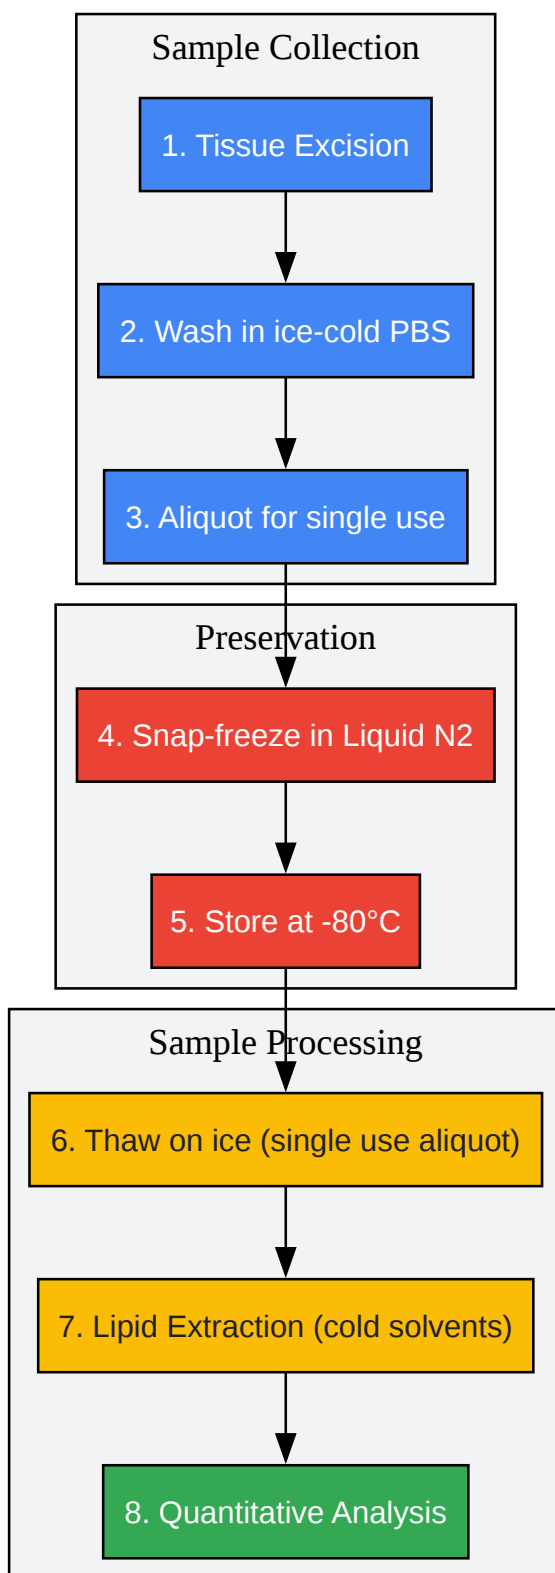 Sample Collection
1. Tissue Excision
2. Wash in ice-cold PBS
3. Aliquot for single use
Preservation
4. Snap-freeze in Liquid N2
5. Store at -80°C
Sample Processing
6. Thaw on ice (single use aliquot)
7. Lipid Extraction (cold solvents)
8. Quantitative Analysis